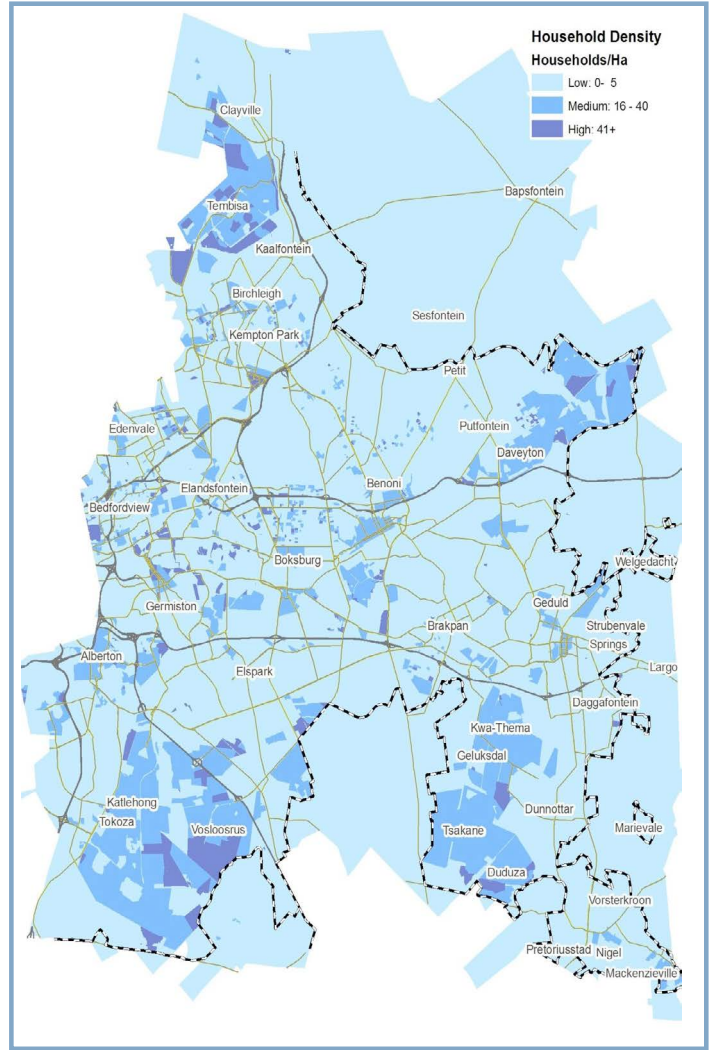 Household Density
Households/Ha
Low: 0- 5
Medium: 16 - 40
High: 41+
Clayville
Bapsfontein
Tembisa
Kaalfontein
Birchleigh
Sesfontein
Kempton Park
Petit
Edenvale
Putfontein
Daveyton
Elandsfontein
Benoni
Bedfordview
Boksburg
Welgedacht
Germiston
Geduld
Brakpan
Strubenvale
Springs
Alberton
Elspark
Largo
Daggafontein
Kwa-Thema
Geluksdal
Katlehong
Dunnottar
Tokoza
Vosloosrus
Tsakane
Marievale
Duduza
Vorsterkroon
Pretoriusstad
Nigel
Mackenzieville